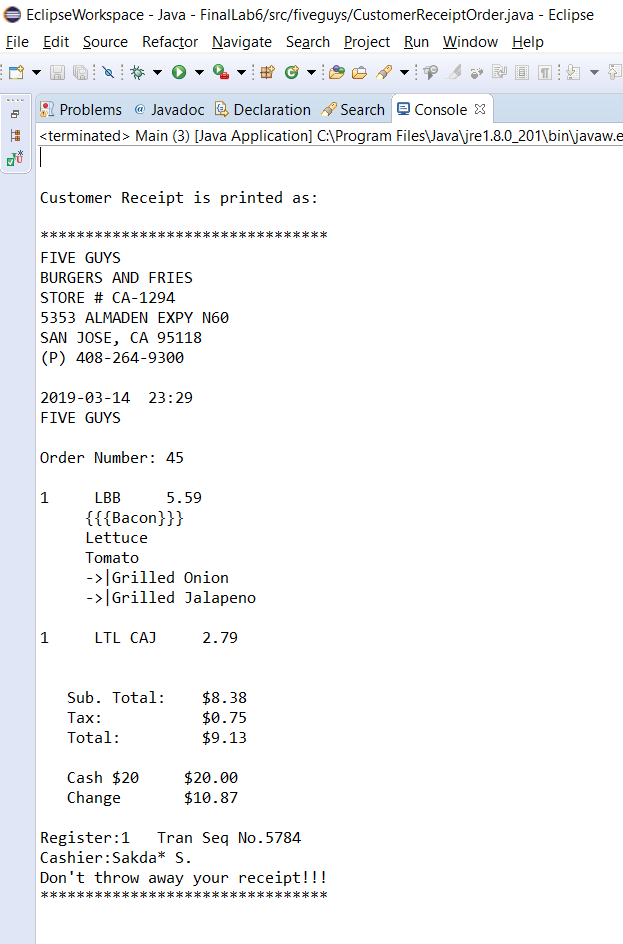 EclipseWorkspace - Java - FinalLab6/src/fiveguys/CustomerReceiptOrder.java - Eclipse
File Edit Source Refactor Navigate Search Project Run Window Help
Problems @ Javadoc Declaration Search Console
<terminated> Main (3) [Java Application] C:\Program Files\Java\jre1.8.0_201\bin\javaw.e
Customer Receipt is printed as:
********************************
FIVE GUYS
BURGERS AND FRIES
STORE # CA-1294
5353 ALMADEN EXPY N60
SAN JOSE, CA 95118
(P) 408-264-9300
2019-03-14  23:29
FIVE GUYS
Order Number: 45
1     LBB     5.59
{{{Bacon}}}
Lettuce
Tomato
->|Grilled Onion
->|Grilled Jalapeno
1     LTL CAJ     2.79
Sub. Total:    $8.38
Tax:           $0.75
Total:         $9.13
Cash $20     $20.00
Change       $10.87
Register:1   Tran Seq No.5784
Cashier:Sakda* S.
Don't throw away your receipt!!!
********************************